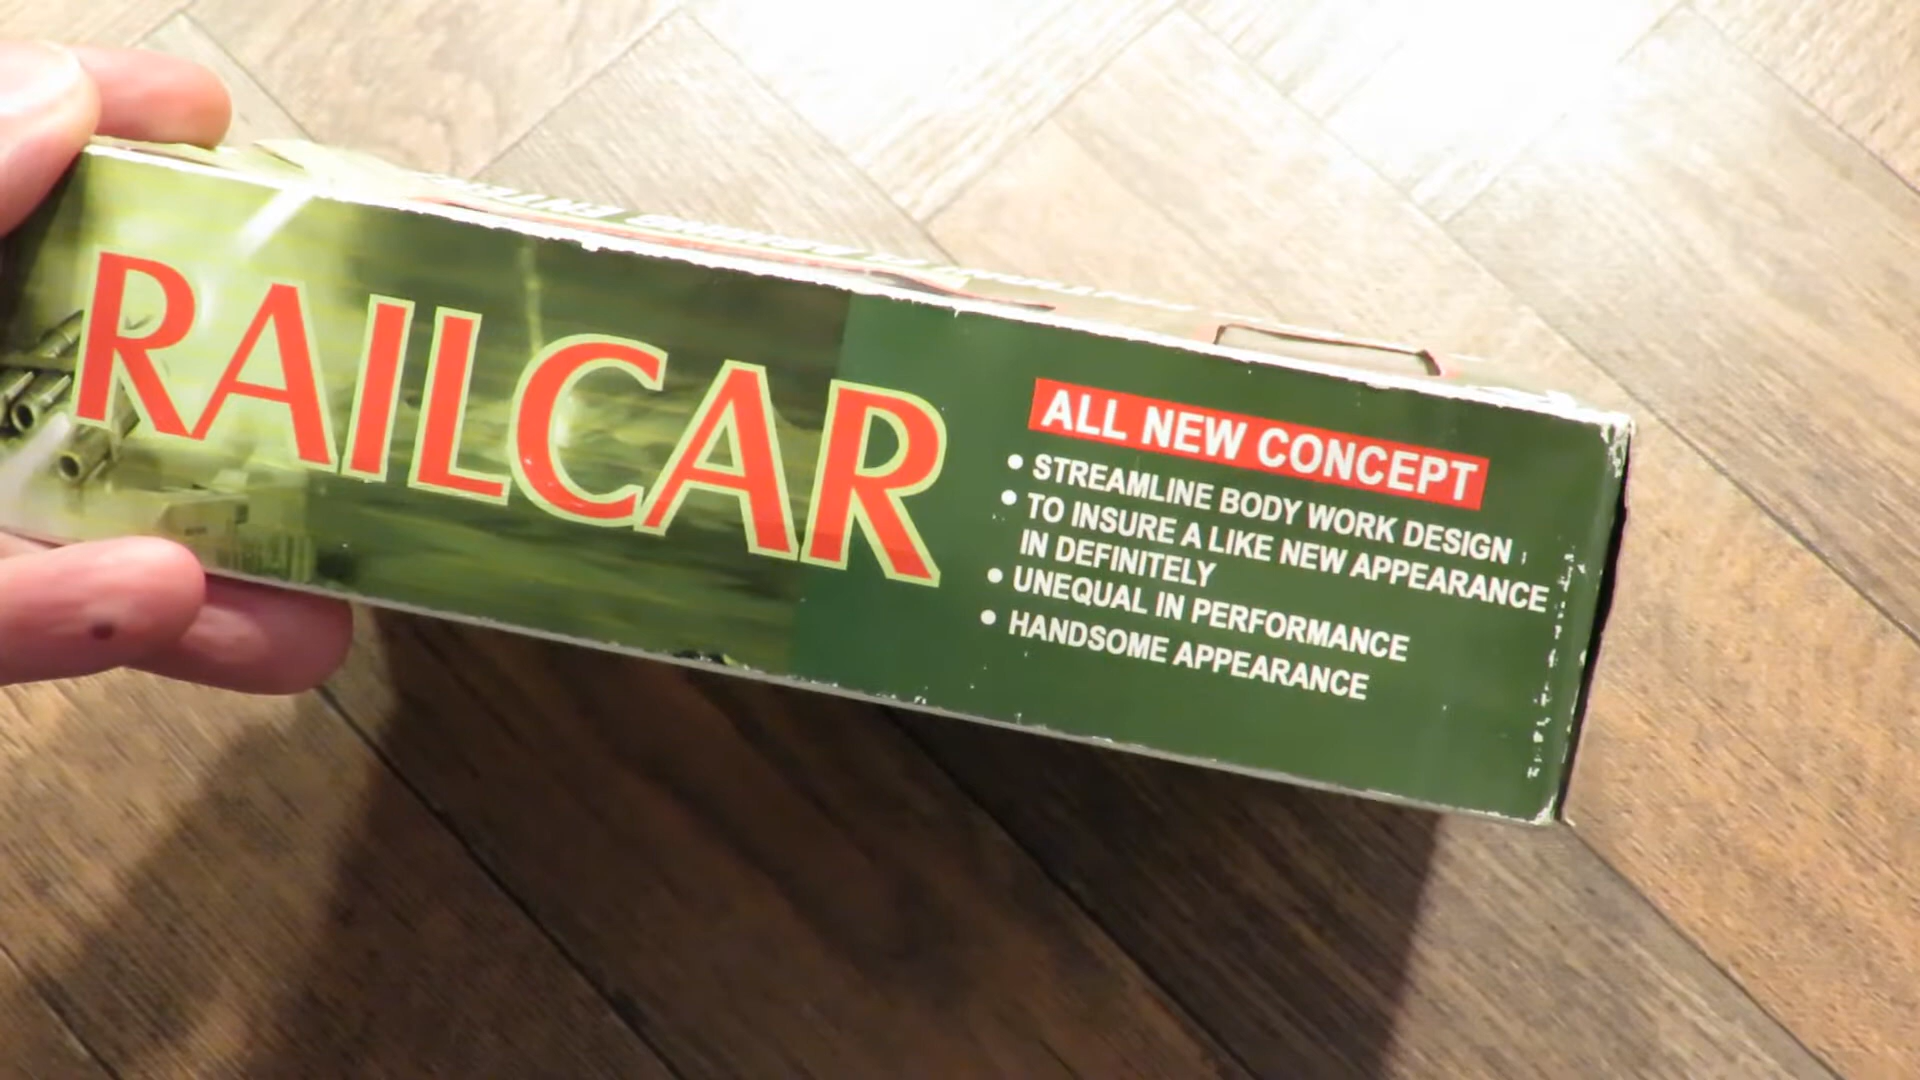 RAILCAR
ALL NEW CONCEPT
• STREAMLINE BODY WORK DESIGN
• TO INSURE A LIKE NEW APPEARANCE
IN DEFINITELY
• UNEQUAL IN PERFORMANCE
• HANDSOME APPEARANCE